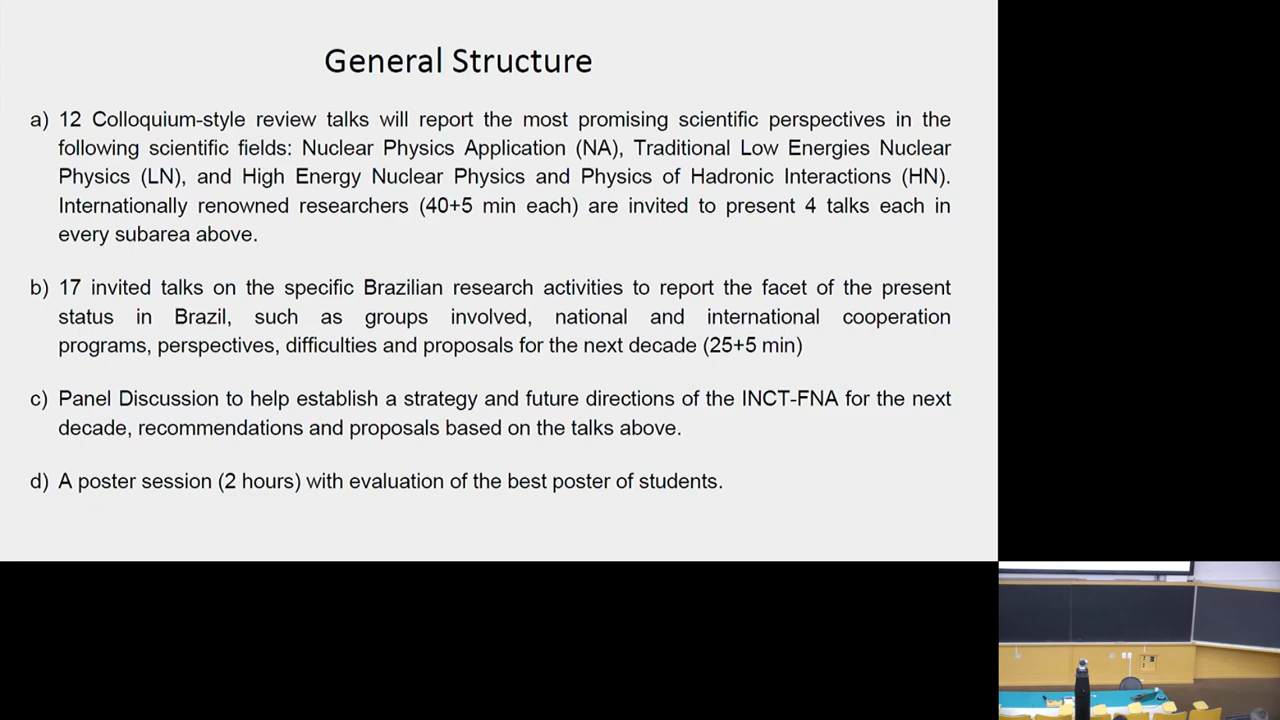 General Structure
a) 12 Colloquium-style review talks will report the most promising scientific perspectives in the
following scientific fields: Nuclear Physics Application (NA), Traditional Low Energies Nuclear
Physics (LN), and High Energy Nuclear Physics and Physics of Hadronic Interactions (HN).
Internationally renowned researchers (40+5 min each) are invited to present 4 talks each in
every subarea above.
b) 17 invited talks on the specific Brazilian research activities to report the facet of the present
status in Brazil, such as groups involved, national and international cooperation
programs, perspectives, difficulties and proposals for the next decade (25+5 min)
c) Panel Discussion to help establish a strategy and future directions of the INCT-FNA for the next
decade, recommendations and proposals based on the talks above.
d) A poster session (2 hours) with evaluation of the best poster of students.